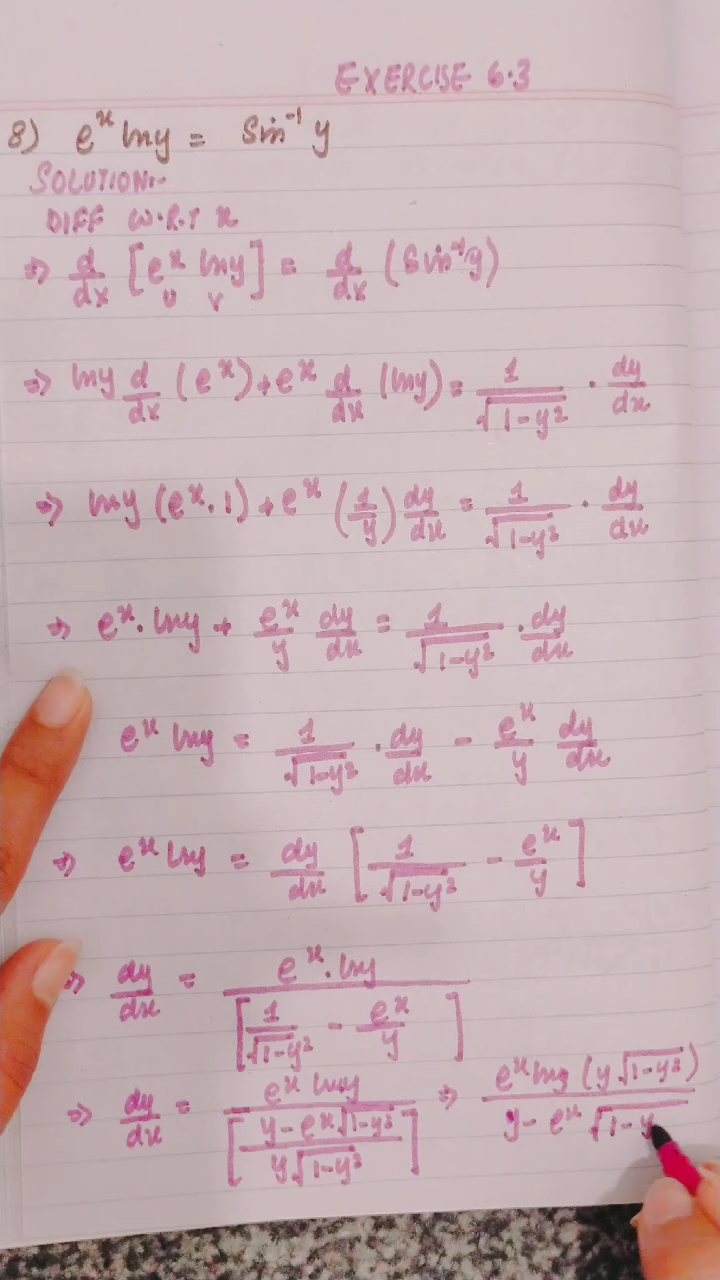 EXERCISE 6.3
8) e^x lny = Sin⁻¹ y
SOLUTION:-
DIFF W.R.T x
⇒ d/dx [e^x lny] = d/dx (Sin⁻¹y)
u v
⇒ lny d/dx (e^x) + e^x d/dx (lny) = 1/√(1-y²) · dy/dx
⇒ lny (e^x · 1) + e^x (1/y) dy/dx = 1/√(1-y²) · dy/dx
⇒ e^x · lny + e^x/y dy/dx = 1/√(1-y²) · dy/dx
e^x lny = 1/√(1-y²) · dy/dx - e^x/y dy/dx
⇒ e^x lny = dy/dx [1/√(1-y²) - e^x/y]
⇒ dy/dx = e^x · lny / [1/√(1-y²) - e^x/y]
⇒ dy/dx = e^x lny / [(y - e^x √(1-y²)) / (y√(1-y²))] ⇒ e^x lny (y √(1-y²)) / (y - e^x √(1-y